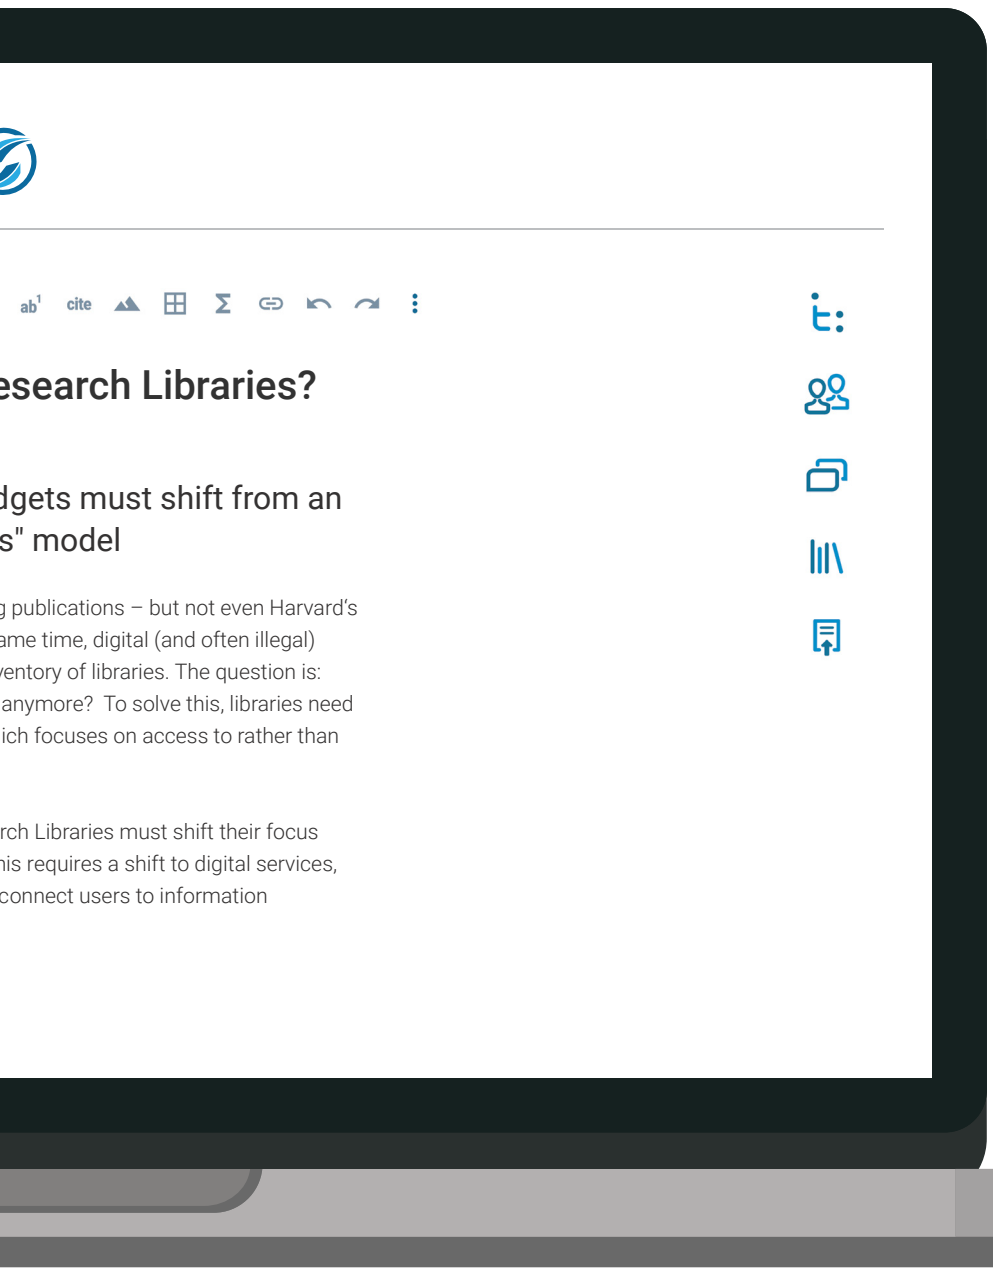 ab¹ cite
esearch Libraries?
dgets must shift from an
s" model
g publications – but not even Harvard‘s
ame time, digital (and often illegal)
ventory of libraries. The question is:
anymore?  To solve this, libraries need
ich focuses on access to rather than
rch Libraries must shift their focus
his requires a shift to digital services,
connect users to information